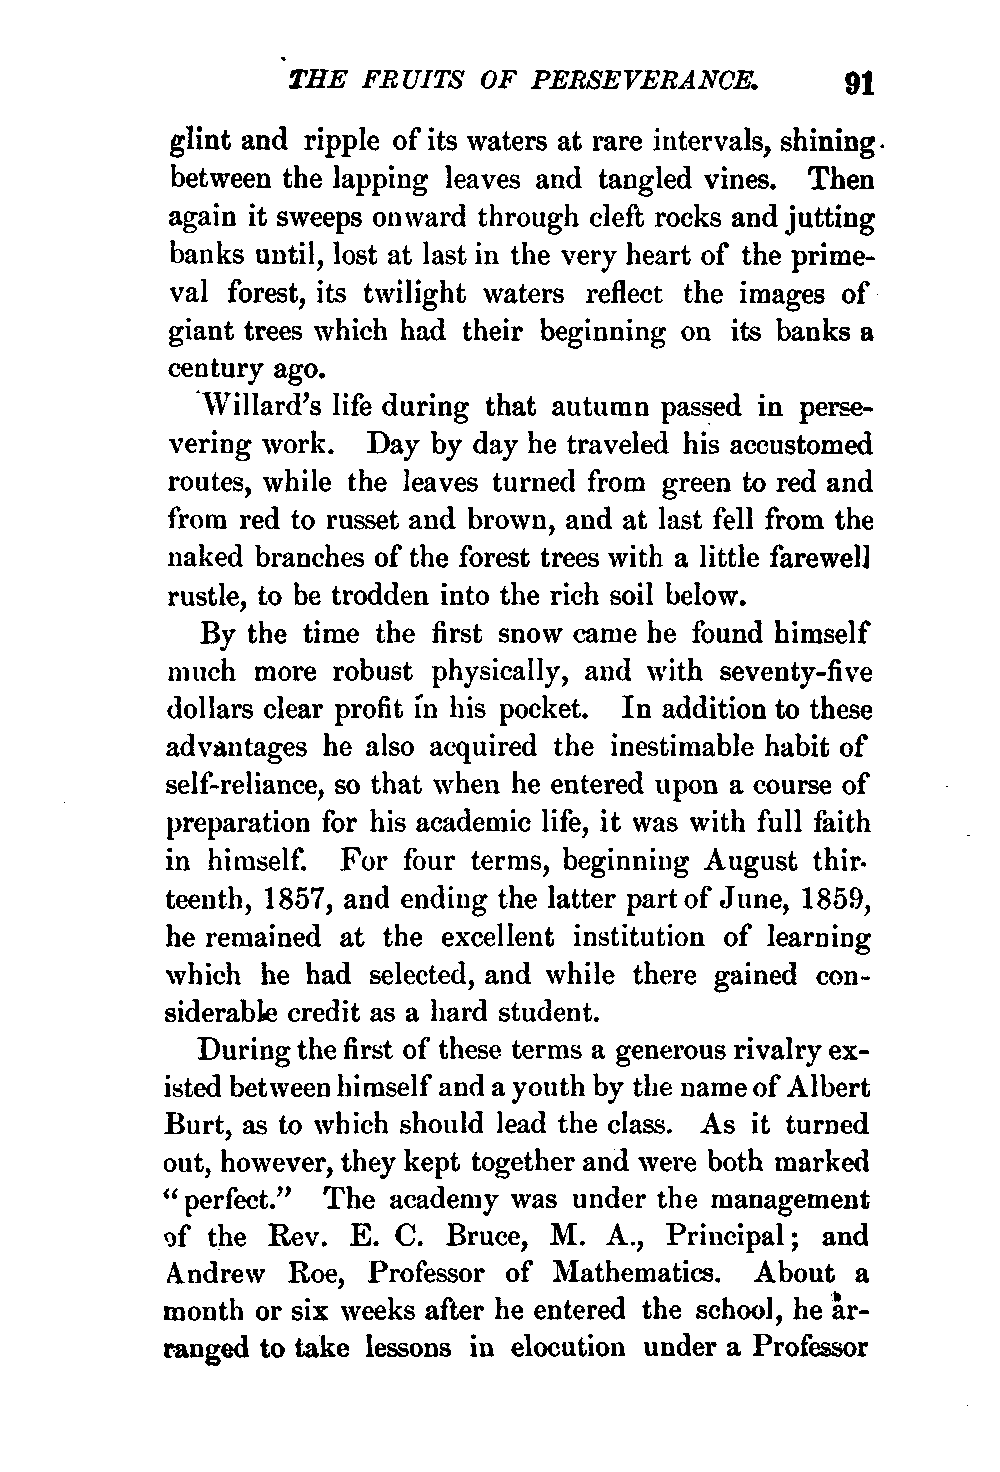 THE FRUITS OF PERSEVERANCE. 91
glint and ripple of its waters at rare intervals, shining
between the lapping leaves and tangled vines. Then
again it sweeps onward through cleft rocks and jutting
banks until, lost at last in the very heart of the prime-
val forest, its twilight waters reflect the images of
giant trees which had their beginning on its banks a
century ago.
Willard's life during that autumn passed in perse-
vering work. Day by day he traveled his accustomed
routes, while the leaves turned from green to red and
from red to russet and brown, and at last fell from the
naked branches of the forest trees with a little farewell
rustle, to be trodden into the rich soil below.
By the time the first snow came he found himself
much more robust physically, and with seventy-five
dollars clear profit in his pocket. In addition to these
advantages he also acquired the inestimable habit of
self-reliance, so that when he entered upon a course of
preparation for his academic life, it was with full faith
in himself. For four terms, beginning August thir-
teenth, 1857, and ending the latter part of June, 1859,
he remained at the excellent institution of learning
which he had selected, and while there gained con-
siderable credit as a hard student.
During the first of these terms a generous rivalry ex-
isted between himself and a youth by the name of Albert
Burt, as to which should lead the class. As it turned
out, however, they kept together and were both marked
"perfect." The academy was under the management
of the Rev. E. C. Bruce, M. A., Principal; and
Andrew Roe, Professor of Mathematics. About a
month or six weeks after he entered the school, he ar-
ranged to take lessons in elocution under a Professor